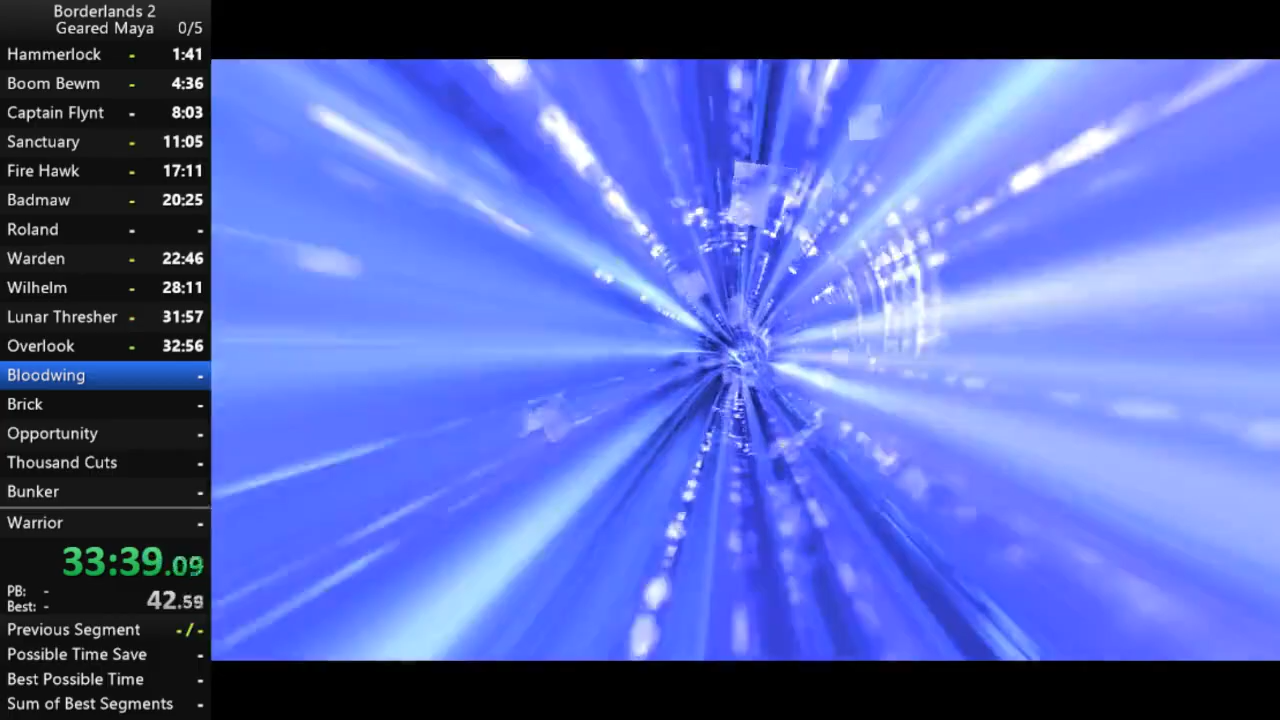 Borderlands 2
Geared Maya 0/5
Hammerlock - 1:41
Boom Bewm - 4:36
Captain Flynt - 8:03
Sanctuary - 11:05
Fire Hawk - 17:11
Badmaw - 20:25
Roland - -
Warden - 22:46
Wilhelm - 28:11
Lunar Thresher - 31:57
Overlook - 32:56
Bloodwing -
Brick -
Opportunity -
Thousand Cuts -
Bunker -
Warrior -
33:39.09
PB: -
Best: - 42.59
Previous Segment -/-
Possible Time Save -
Best Possible Time -
Sum of Best Segments -